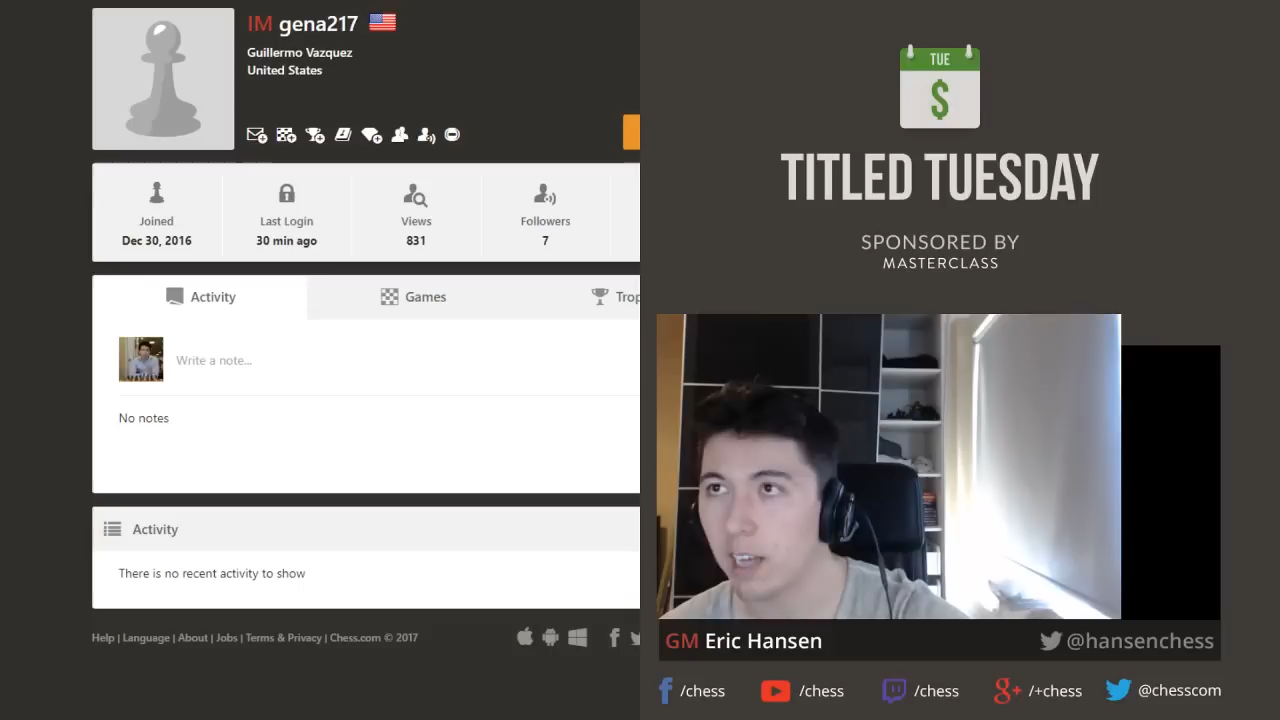 IM gena217
Guillermo Vazquez
United States
Joined
Dec 30, 2016
Last Login
30 min ago
Views
831
Followers
7
Activity
Games
Trop
Write a note...
No notes
Activity
There is no recent activity to show
Help | Language | About | Jobs | Terms & Privacy | Chess.com © 2017
TUE
$
TITLED TUESDAY
SPONSORED BY
MASTERCLASS
GM Eric Hansen
@hansenchess
/chess
/chess
/chess
/+chess
@chesscom